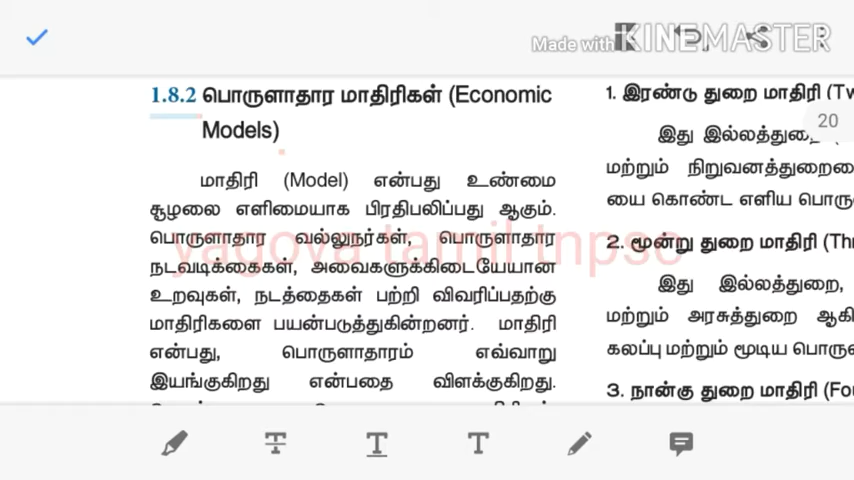 Made with KINEMASTER
20
1.8.2 பொருளாதார மாதிரிகள் (Economic
Models)
மாதிரி (Model) என்பது உண்மை
சூழலை எளிமையாக பிரதிபலிப்பது ஆகும்.
பொருளாதார வல்லுநர்கள், பொருளாதார
நடவடிக்கைகள், அவைகளுக்கிடையேயான
உறவுகள், நடத்தைகள் பற்றி விவரிப்பதற்கு
மாதிரிகளை பயன்படுத்துகின்றனர். மாதிரி
என்பது, பொருளாதாரம் எவ்வாறு
இயங்குகிறது என்பதை விளக்குகிறது.
yagova tamil tnpsc
1. இரண்டு துறை மாதிரி
இது இல்லத்துறை
மற்றும் நிறுவனத்துறை
யை கொண்ட எளிய
2. மூன்று துறை மாதிரி
இது இல்லத்துறை,
மற்றும் அரசுத்துறை
கலப்பு மற்றும் மூடிய
3. நான்கு துறை மாதிரி